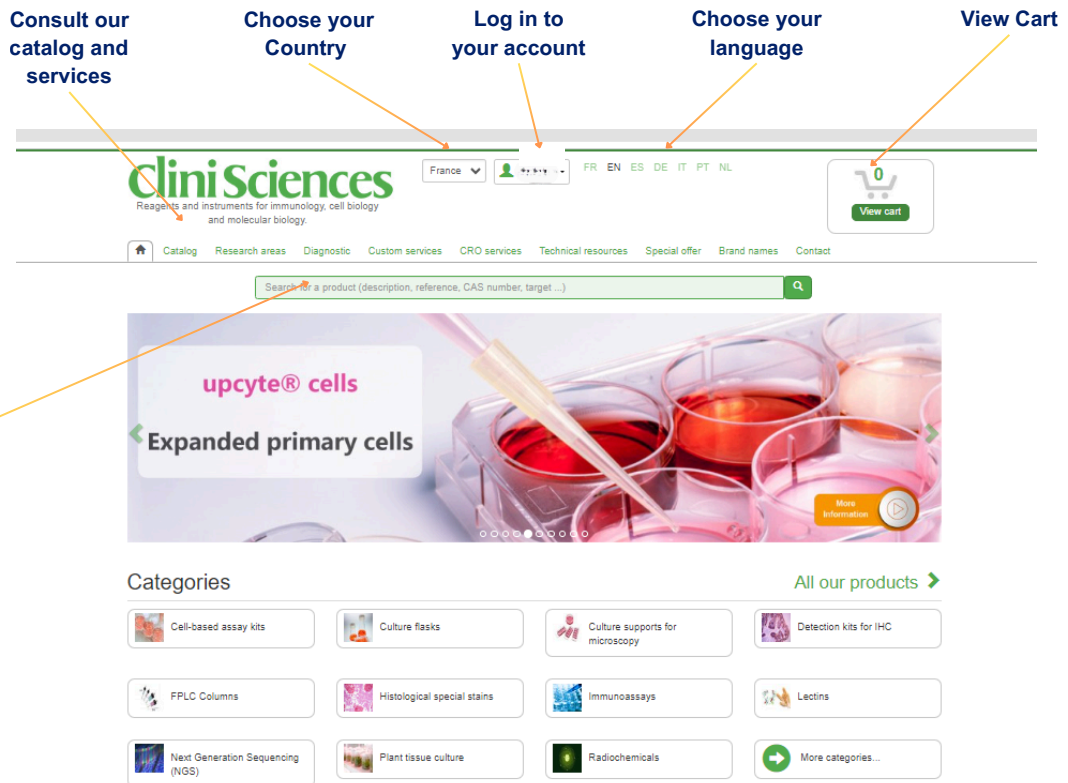 Consult our
catalog and
services
Choose your
Country
Log in to
your account
Choose your
language
View Cart
CliniSciences
Reagents and instruments for immunology, cell biology
and molecular biology.
France
FR EN ES DE IT PT NL
0
View cart
Catalog Research areas Diagnostic Custom services CRO services Technical resources Special offer Brand names Contact
Search for a product (description, reference, CAS number, target ...)
upcyte® cells
Expanded primary cells
More
Information
Categories
All our products
Cell-based assay kits
Culture flasks
Culture supports for
microscopy
Detection kits for IHC
FPLC Columns
Histological special stains
Immunoassays
Lectins
Next Generation Sequencing
(NGS)
Plant tissue culture
Radiochemicals
More categories...